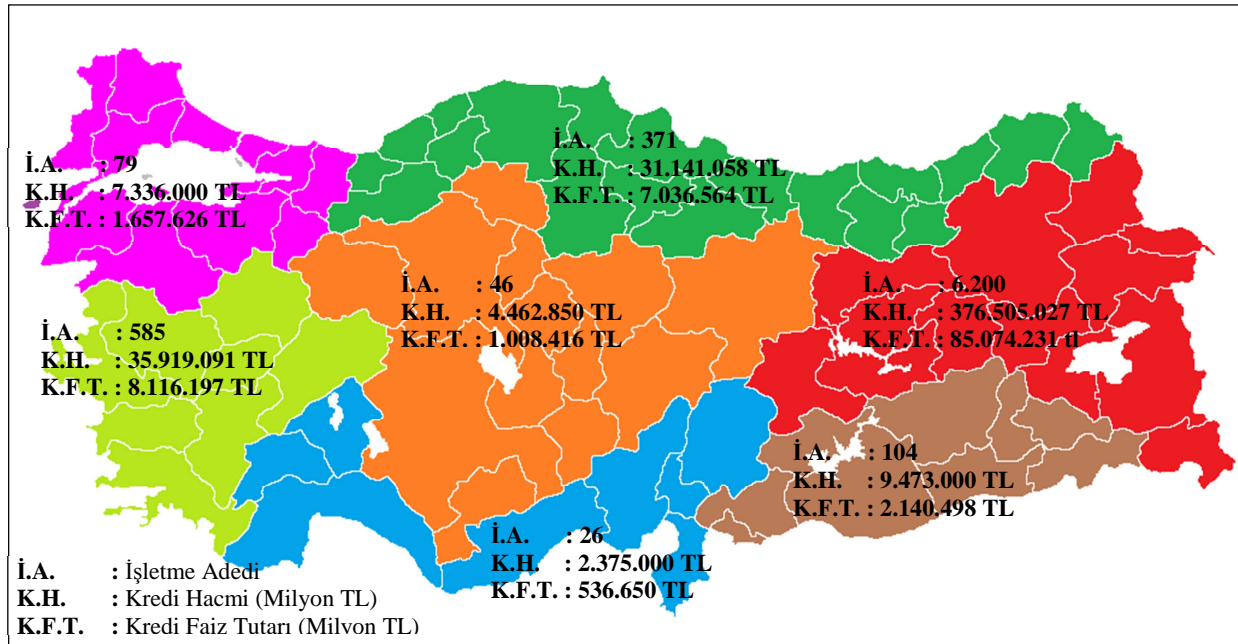 İ.A. : 79
K.H. : 7.336.000 TL
K.F.T. : 1.657.626 TL
İ.A. : 371
K.H. : 31.141.058 TL
K.F.T. : 7.036.564 TL
İ.A. : 46
K.H. : 4.462.850 TL
K.F.T. : 1.008.416 TL
İ.A. : 6.200
K.H. : 376.505.027 TL
K.F.T. : 85.074.231 tl
İ.A. : 585
K.H. : 35.919.091 TL
K.F.T. : 8.116.197 TL
İ.A. : 104
K.H. : 9.473.000 TL
K.F.T. : 2.140.498 TL
İ.A. : 26
K.H. : 2.375.000 TL
K.F.T. : 536.650 TL
İ.A. : İşletme Adedi
K.H. : Kredi Hacmi (Milyon TL)
K.F.T. : Kredi Faiz Tutarı (Milyon TL)